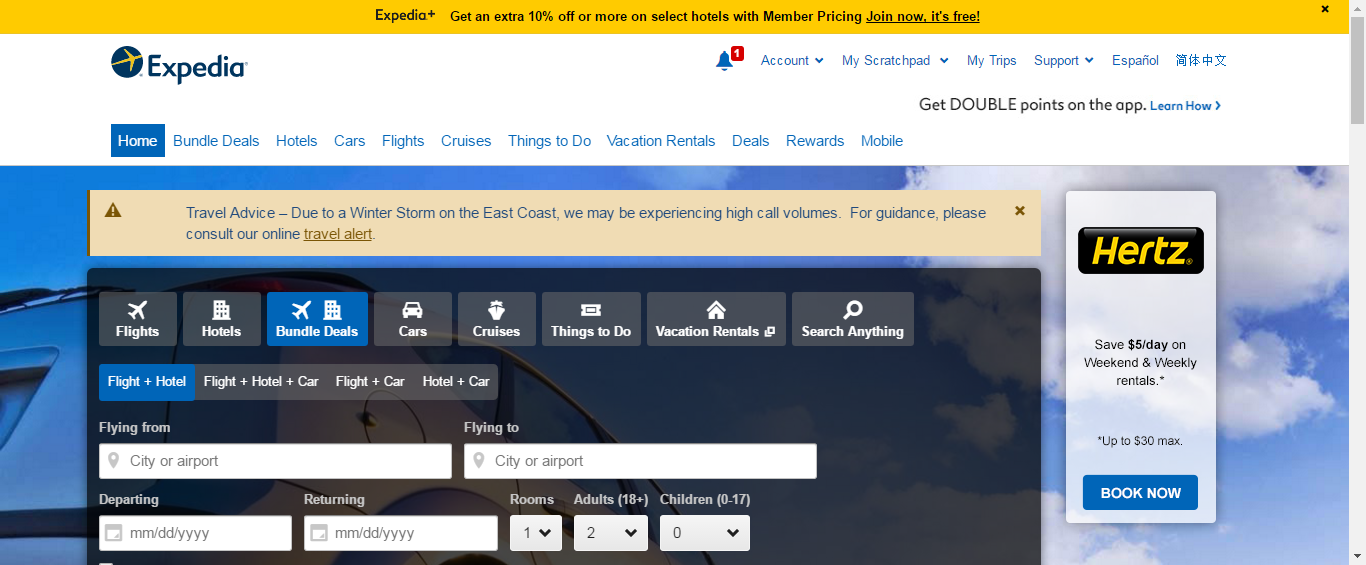 Expedia+ Get an extra 10% off or more on select hotels with Member Pricing Join now, it's free!
Expedia
1 Account My Scratchpad My Trips Support Español 简体中文
Get DOUBLE points on the app. Learn How >
Home Bundle Deals Hotels Cars Flights Cruises Things to Do Vacation Rentals Deals Rewards Mobile
Travel Advice – Due to a Winter Storm on the East Coast, we may be experiencing high call volumes. For guidance, please
consult our online travel alert.
Flights Hotels Bundle Deals Cars Cruises Things to Do Vacation Rentals Search Anything
Flight + Hotel Flight + Hotel + Car Flight + Car Hotel + Car
Flying from Flying to
City or airport City or airport
Departing Returning Rooms Adults (18+) Children (0-17)
mm/dd/yyyy mm/dd/yyyy 1 2 0
Hertz®
Save $5/day on
Weekend & Weekly
rentals.*
*Up to $30 max.
BOOK NOW